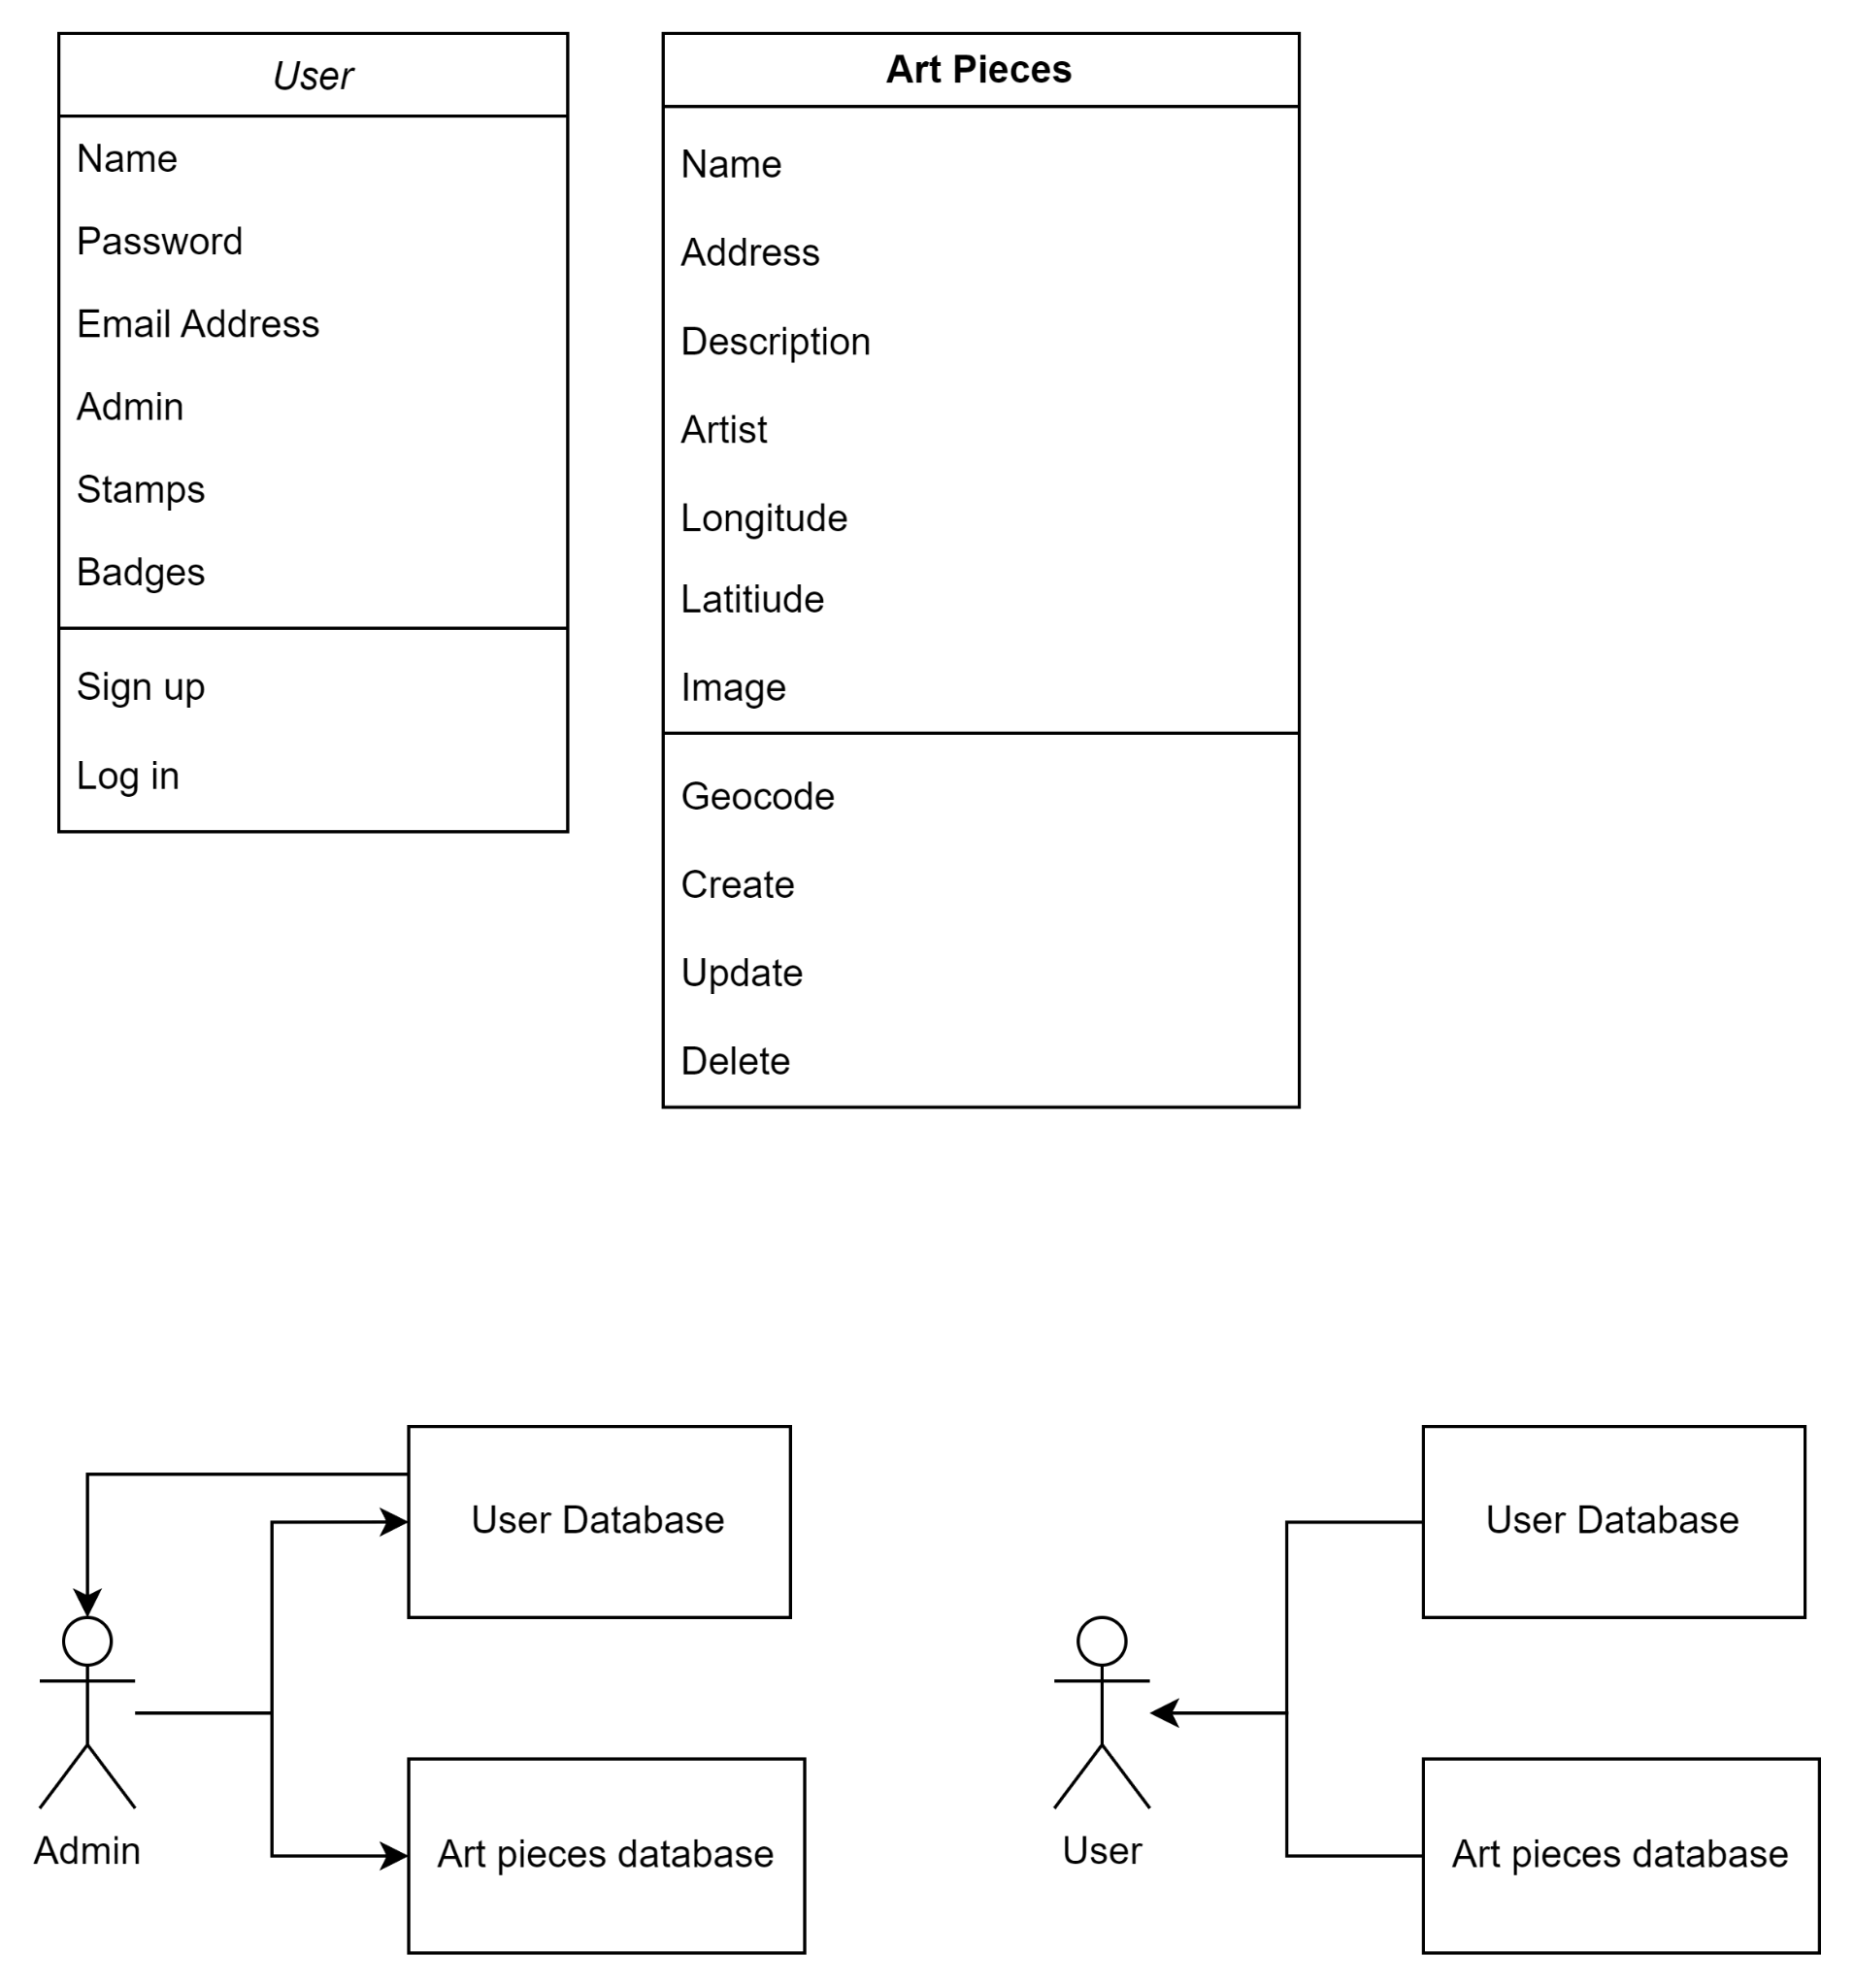 User
Name
Password
Email Address
Admin
Stamps
Badges
Sign up
Log in
Art Pieces
Name
Address
Description
Artist
Longitude
Latitiude
Image
Geocode
Create
Update
Delete
User Database
Admin
Art pieces database
User Database
User
Art pieces database